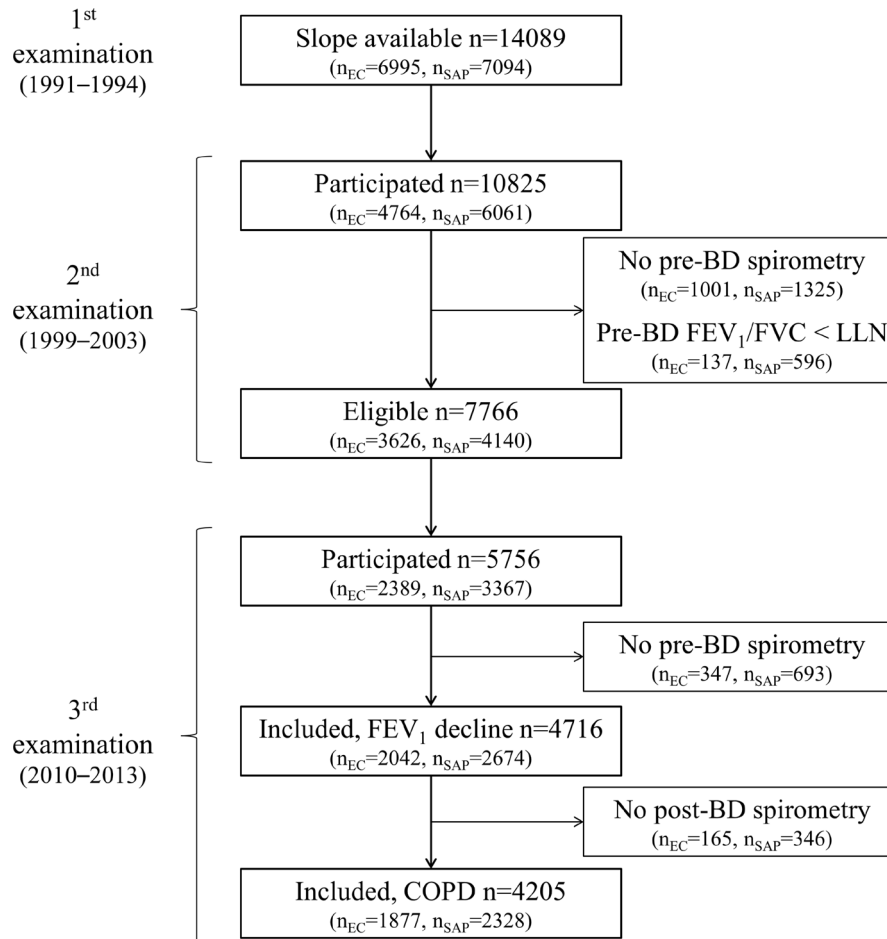 1st
examination
(1991–1994)
Slope available n=14089
(nEC=6995, nSAP=7094)
2nd
examination
(1999–2003)
Participated n=10825
(nEC=4764, nSAP=6061)
No pre-BD spirometry
(nEC=1001, nSAP=1325)
Pre-BD FEV1/FVC < LLN
(nEC=137, nSAP=596)
Eligible n=7766
(nEC=3626, nSAP=4140)
3rd
examination
(2010–2013)
Participated n=5756
(nEC=2389, nSAP=3367)
No pre-BD spirometry
(nEC=347, nSAP=693)
Included, FEV1 decline n=4716
(nEC=2042, nSAP=2674)
No post-BD spirometry
(nEC=165, nSAP=346)
Included, COPD n=4205
(nEC=1877, nSAP=2328)